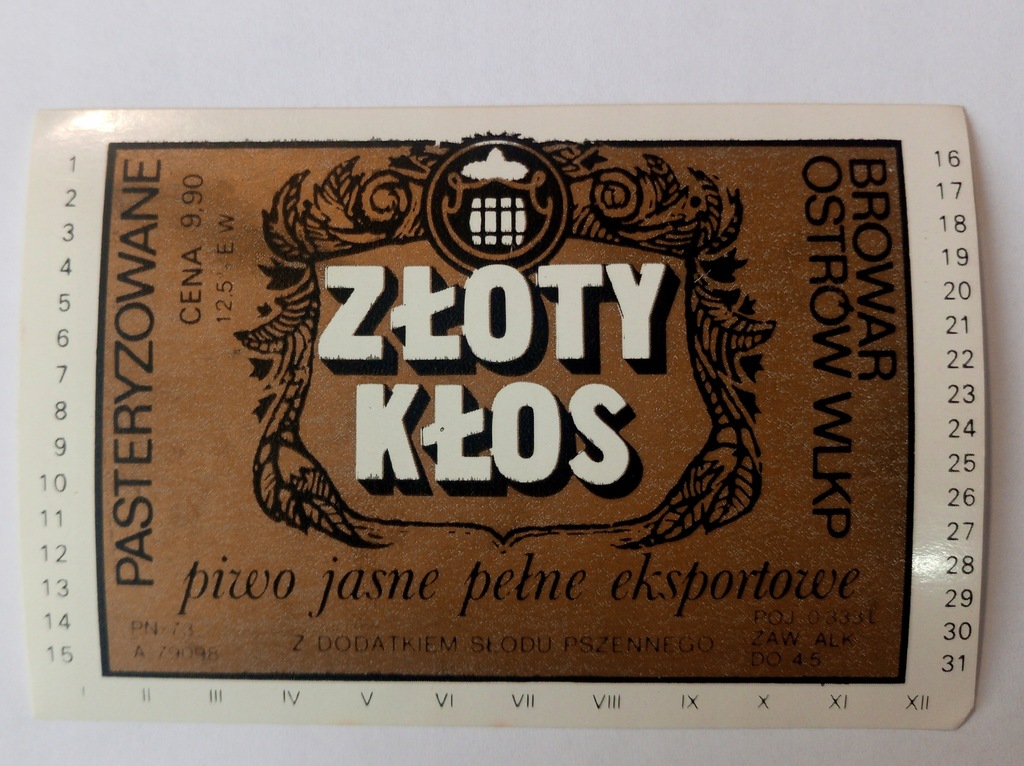 1
2
3
4
5
6
7
8
9
10
11
12
13
14
15
PASTERYZOWANE
CENA 9,90
12.5% E W
ZŁOTY
KŁOS
piwo jasne pełne eksportowe
PN-73
A 79098
Z DODATKIEM SŁODU PSZENNEGO
POJ. 0.333 L
ZAW. ALK.
DO 4.5
BROWAR
OSTRÓW WLKP
16
17
18
19
20
21
22
23
24
25
26
27
28
29
30
31
I II III IV V VI VII VIII IX X XI XII